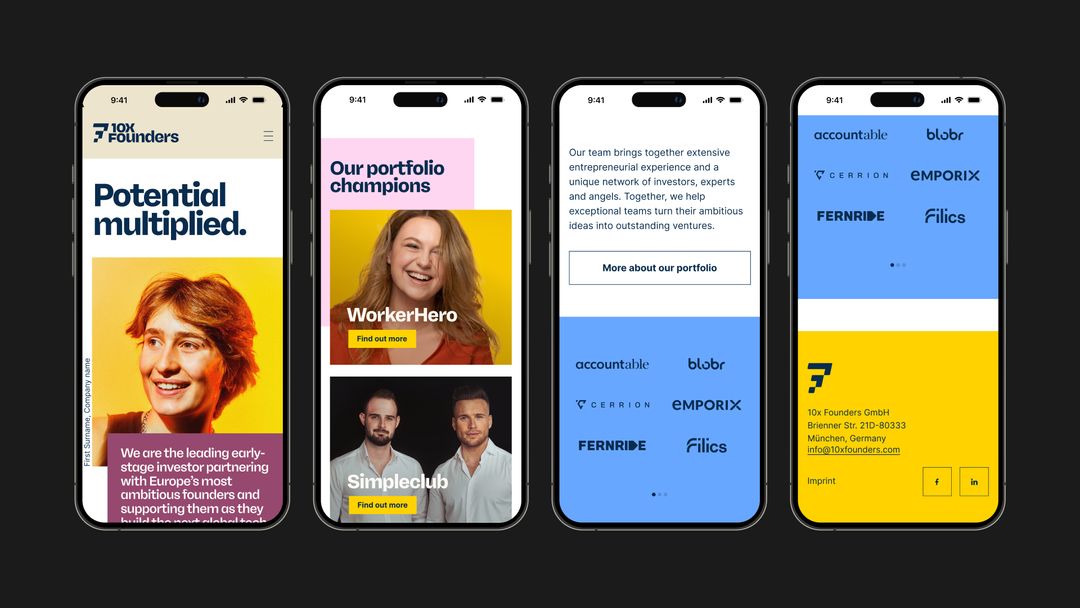 9:41
10X
Founders
Potential
multiplied.
First Surname, Company name
We are the leading early-
stage investor partnering
with Europe's most
ambitious founders and
supporting them as they
build the next global tech
9:41
Our portfolio
champions
WorkerHero
Find out more
Simpleclub
Find out more
9:41
Our team brings together extensive
entrepreneurial experience and a
unique network of investors, experts
and angels. Together, we help
exceptional teams turn their ambitious
ideas into outstanding ventures.
More about our portfolio
accountable
blobr
CERRION
eMPORIX
FERNRIDE
Filics
9:41
accountable
blobr
CERRION
eMPORIX
FERNRIDE
Filics
10x Founders GmbH
Brienner Str. 21D-80333
München, Germany
info@10xfounders.com
Imprint
f
in